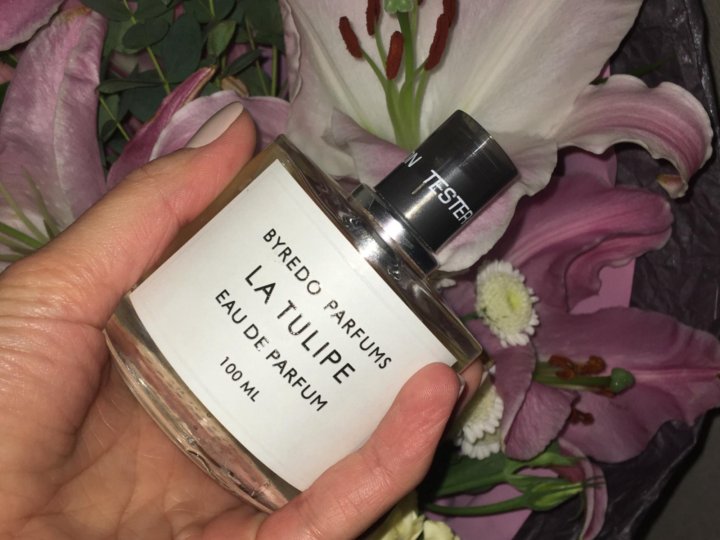 N TESTER
BYREDO PARFUMS
LA TULIPE
EAU DE PARFUM
100 ML